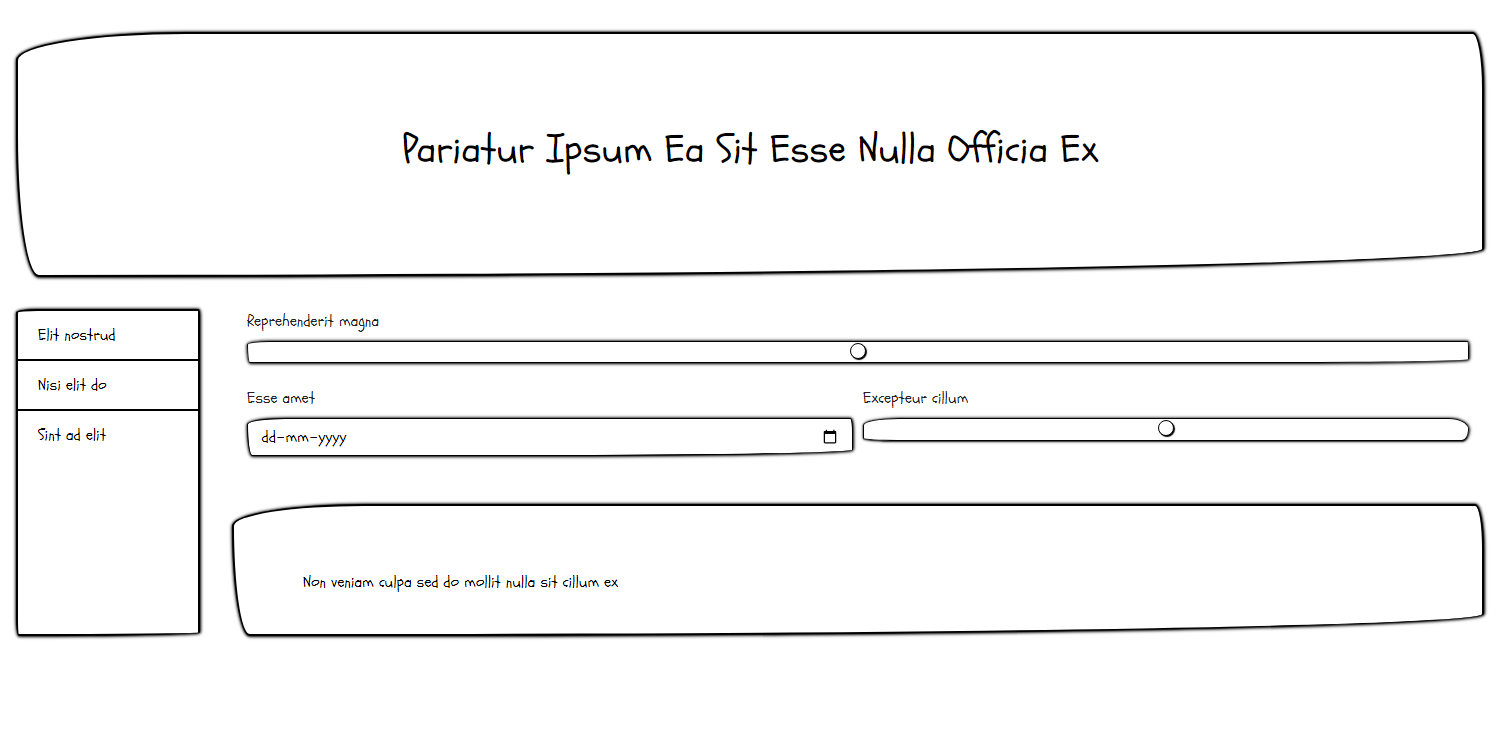 Pariatur Ipsum Ea Sit Esse Nulla Officia Ex
Elit nostrud
Nisi elit do
Sint ad elit
Reprehenderit magna
Esse amet
dd-mm-yyyy
Excepteur cillum
Non veniam culpa sed do mollit nulla sit cillum ex